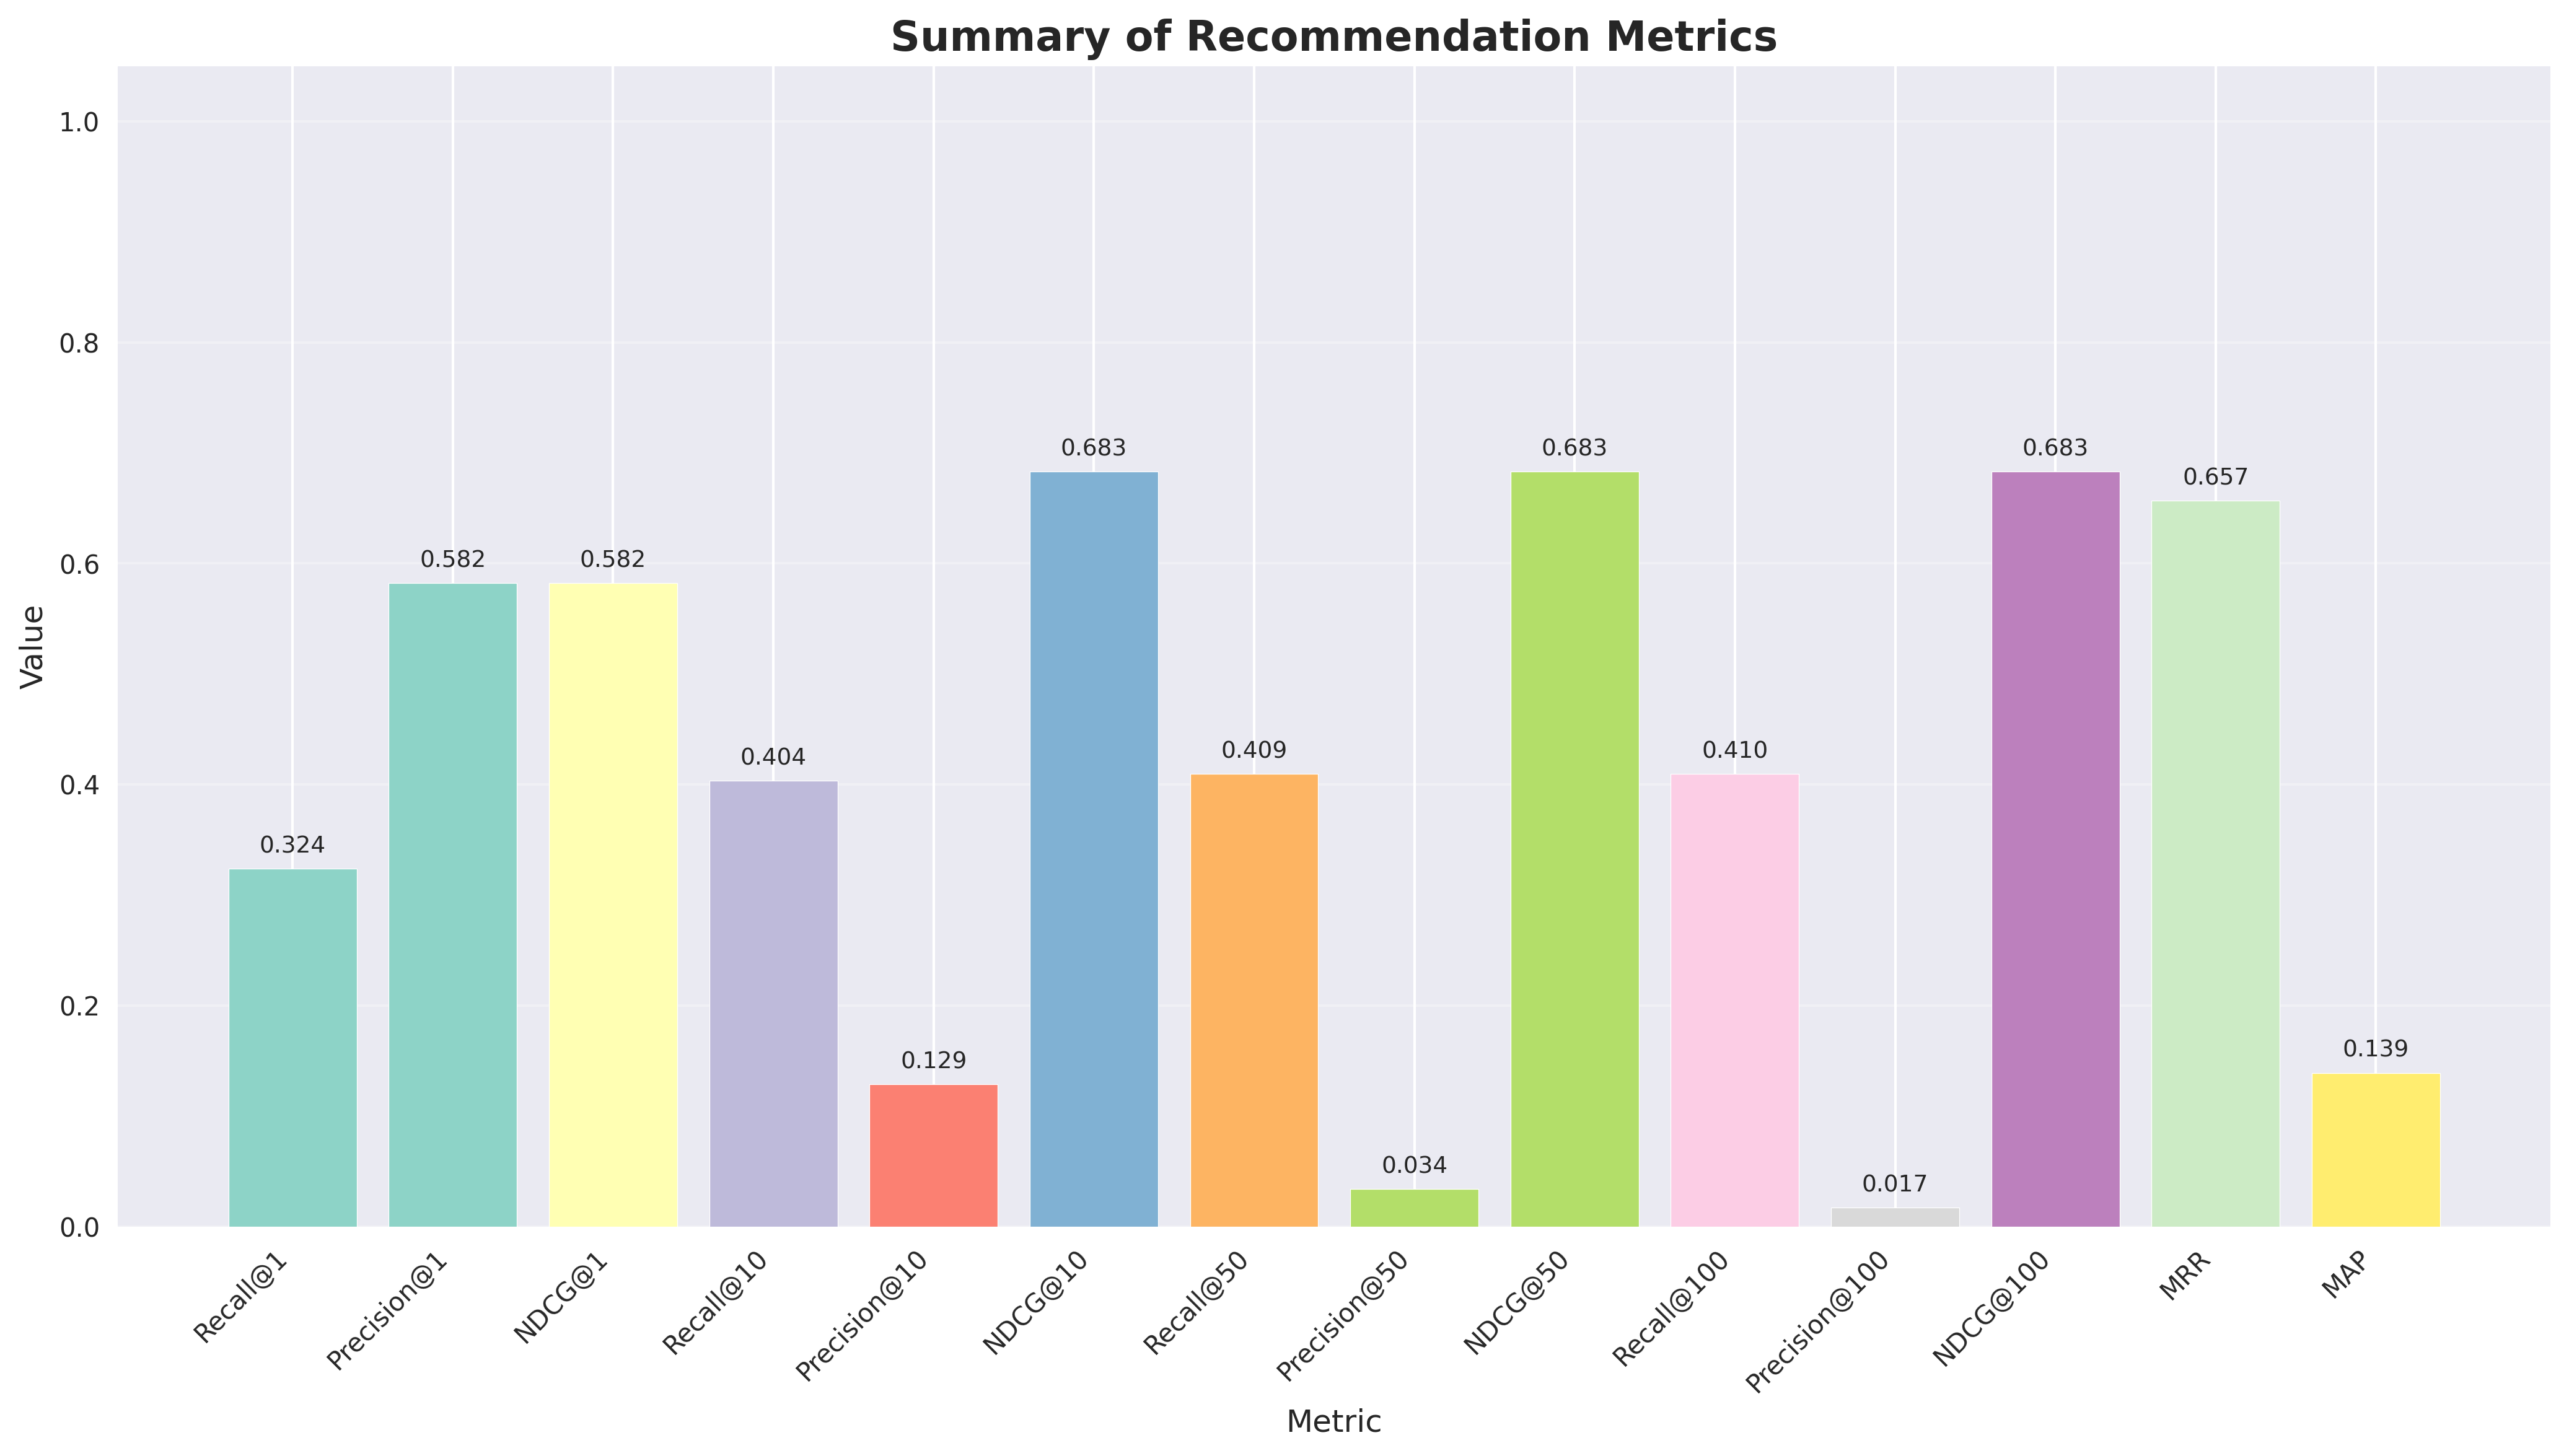 Summary of Recommendation Metrics
Value
1.0
0.8
0.6
0.4
0.2
0.0
0.324
0.582
0.582
0.404
0.129
0.683
0.409
0.034
0.683
0.410
0.017
0.683
0.657
0.139
Recall@1
Precision@1
NDCG@1
Recall@10
Precision@10
NDCG@10
Recall@50
Precision@50
NDCG@50
Recall@100
Precision@100
NDCG@100
MRR
MAP
Metric